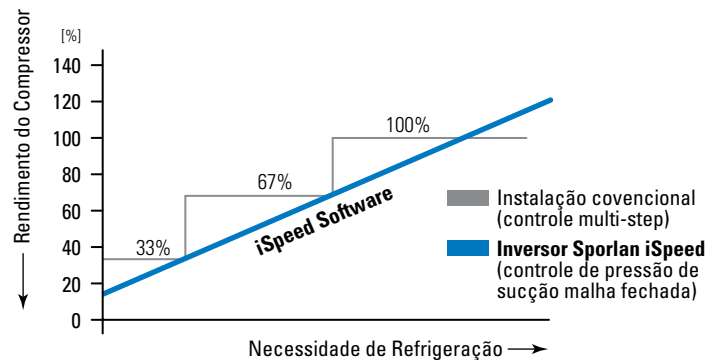 [%]
140
120
100
80
60
40
20
0
Rendimento do Compressor
33%
67%
100%
iSpeed Software
Instalação covencional
(controle multi-step)
Inversor Sporlan iSpeed
(controle de pressão de
sucção malha fechada)
Necessidade de Refrigeração